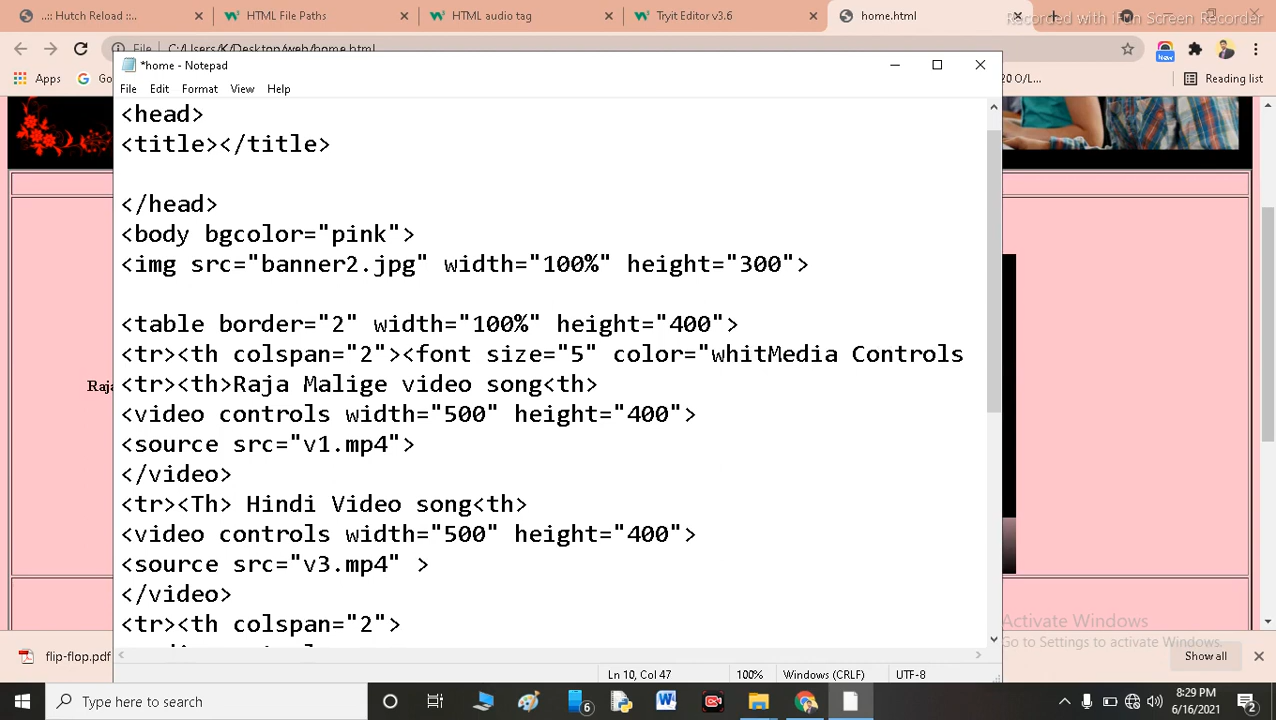 ..:: Hutch Reload ::..
HTML File Paths
HTML audio tag
Tryit Editor v3.6
home.html
Recorded with iFun Screen Recorder
File
C:/Users/K/Desktop/web/home.html
Apps
Go
20 O/L...
Reading list
New
*home - Notepad
File Edit Format View Help
<head>
<title></title>
</head>
<body bgcolor="pink">
<img src="banner2.jpg" width="100%" height="300">
<table border="2" width="100%" height="400">
<tr><th colspan="2"><font size="5" color="whitMedia Controls
<tr><th>Raja Malige video song<th>
<video controls width="500" height="400">
<source src="v1.mp4">
</video>
<tr><Th> Hindi Video song<th>
<video controls width="500" height="400">
<source src="v3.mp4" >
</video>
<tr><th colspan="2">
Raja
Ln 10, Col 47
100%
Windows (CRLF)
UTF-8
Activate Windows
Go to Settings to activate Windows.
flip-flop.pdf
Show all
Type here to search
6
8:29 PM
6/16/2021
2